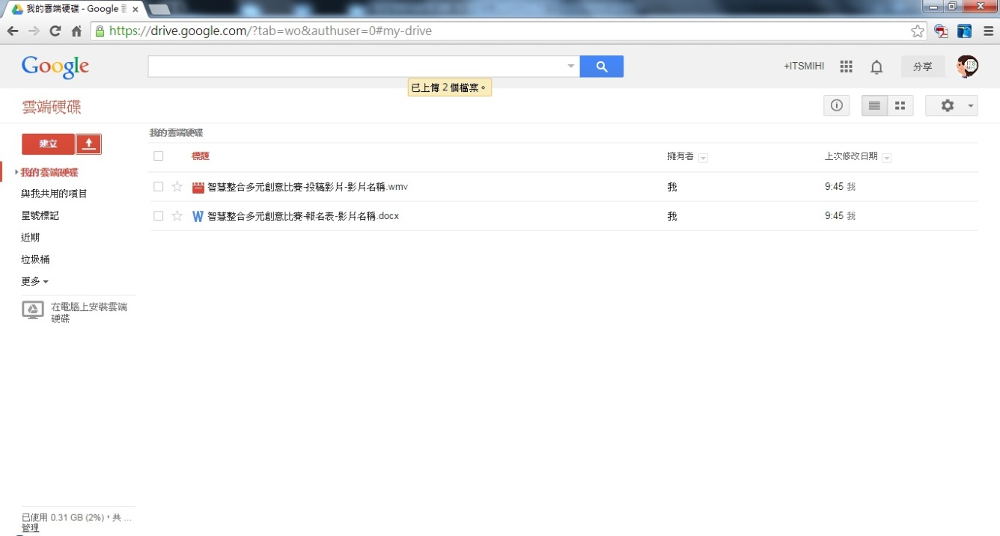 我的雲端硬碟 - Google
https://drive.google.com/?tab=wo&authuser=0#my-drive
Google
+ITSMIHI
分享
已上傳 2 個檔案。
雲端硬碟
建立
我的雲端硬碟
標題
擁有者
上次修改日期
我的雲端硬碟
智慧整合多元創意比賽-投稿影片-影片名稱.wmv
我
9:45 我
與我共用的項目
星號標記
智慧整合多元創意比賽-報名表-影片名稱.docx
我
9:45 我
近期
垃圾桶
更多
在電腦上安裝雲端
硬碟
已使用 0.31 GB (2%),共 ...
管理